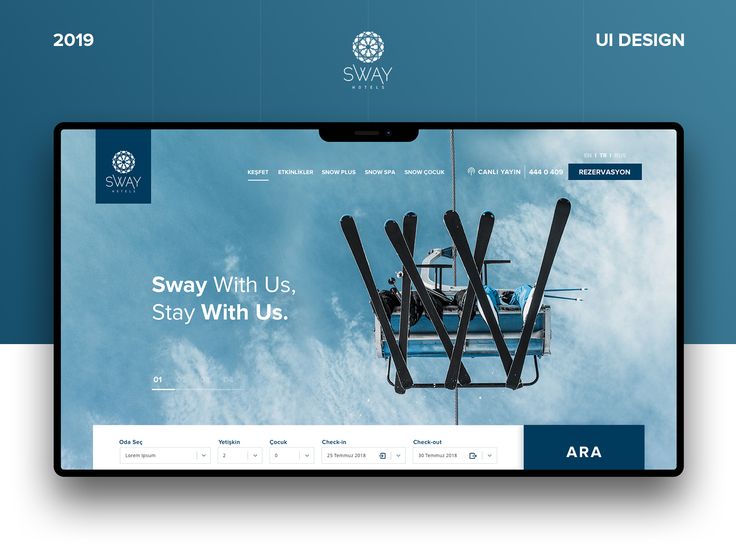 2019
SWAY
HOTELS
UI DESIGN
SWAY
HOTELS
TR
KEŞFET ETKİNLİKLER SNOW PLUS SNOW SPA SNOW ÇOCUK CANLI YAYIN 444 0 409 REZERVASYON
Sway With Us,
Stay With Us.
01 02 03 04
Oda Seç Yetişkin Çocuk Check-in Check-out
Lorem Ipsum 2 0 25 Temmuz 2018 30 Temmuz 2018
ARA